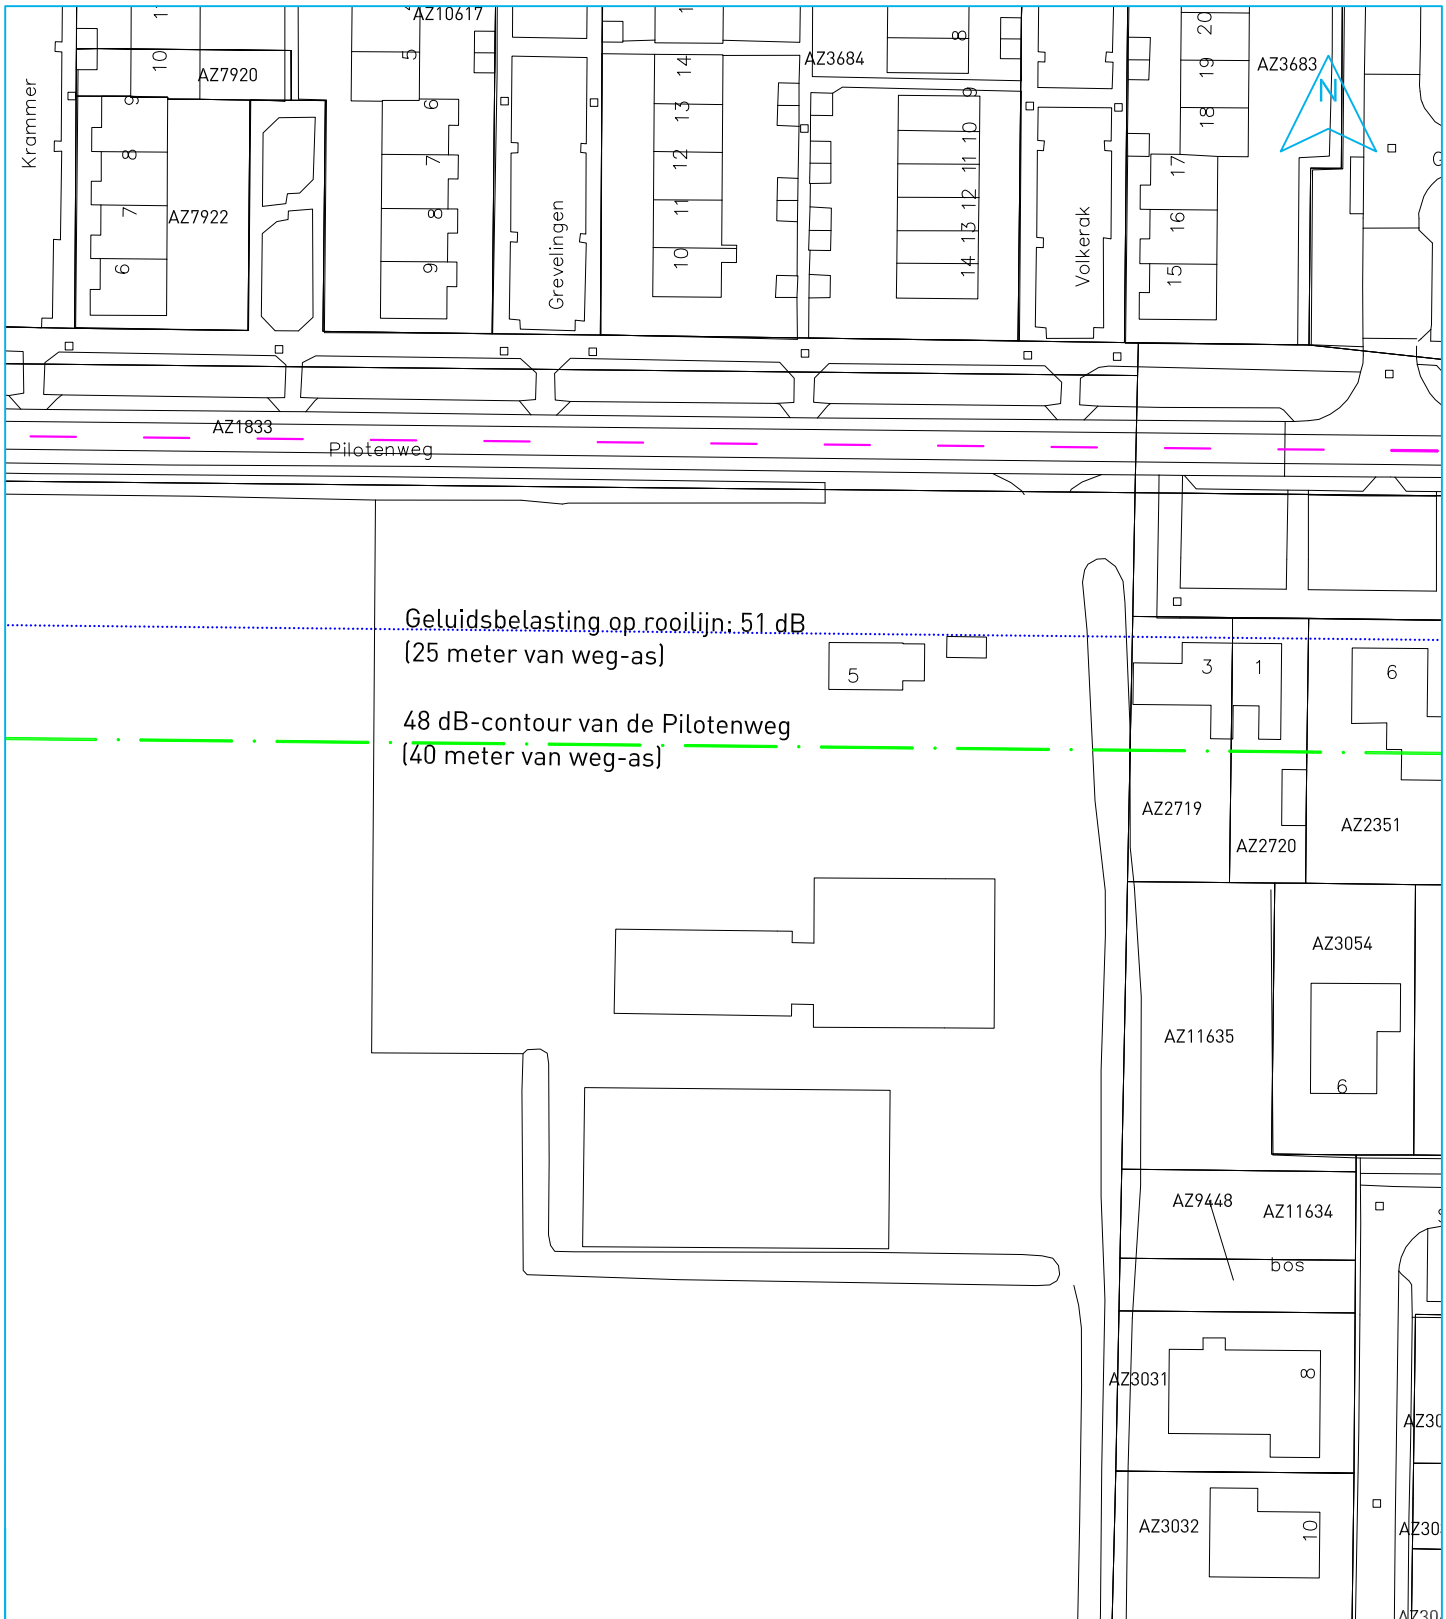 AZ10617
10
5
AZ7920
Krammer
9
8
7
6
AZ7922
6
7
8
9
Grevelingen
14
13
12
11
10
AZ3684
8
9
10
11
12
13
14
Volkerak
20
19
18
17
16
15
AZ3683
N
AZ1833
Pilotenweg
Geluidsbelasting op rooilijn: 51 dB
(25 meter van weg-as)
5
3
1
6
48 dB-contour van de Pilotenweg
(40 meter van weg-as)
AZ2719
AZ2720
AZ2351
AZ3054
AZ11635
6
AZ9448
AZ11634
bos
AZ3031
8
AZ3032
10